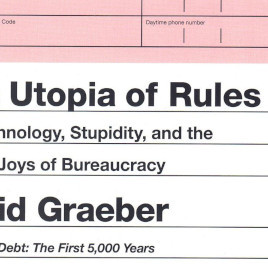 Code
Daytime phone number
Utopia of Rules
hnology, Stupidity, and the
Joys of Bureaucracy
id Graeber
Debt: The First 5,000 Years